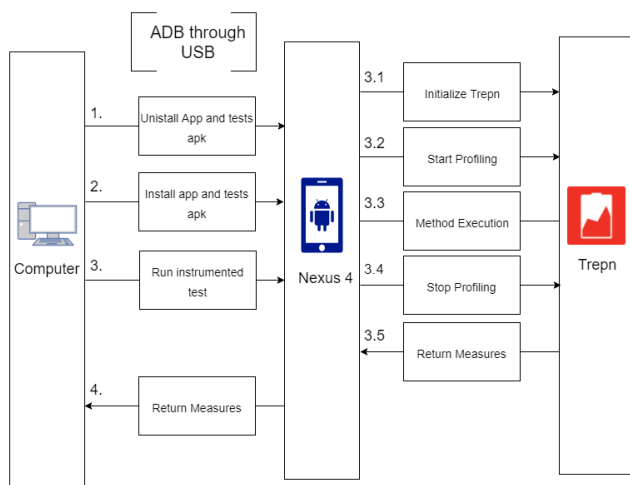 ADB through
USB
1.
Unistall App and tests
apk
2.
Install app and tests
apk
3.
Run instrumented
test
4.
Return Measures
Computer
Nexus 4
3.1
Initialize Trepn
3.2
Start Profiling
3.3
Method Execution
3.4
Stop Profiling
3.5
Return Measures
Trepn